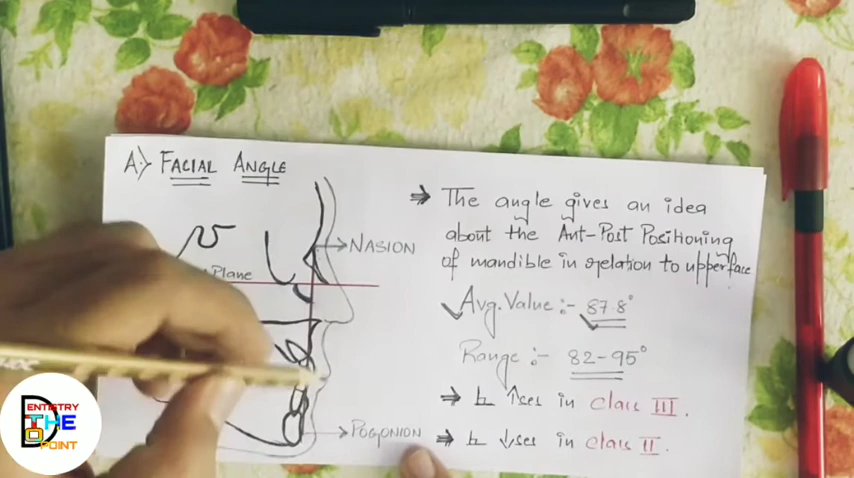 A:⟩ FACIAL ANGLE
NASION
Plane
POGONION
⇒ The angle gives an idea
about the Ant-Post Positioning
of mandible in relation to upperface
✓Avg. Value :- 87.8°
Range :- 82-95°
⇒ L ↑ses in class III.
⇒ L ↓ses in class II.
DENTISTRY
THE
POINT